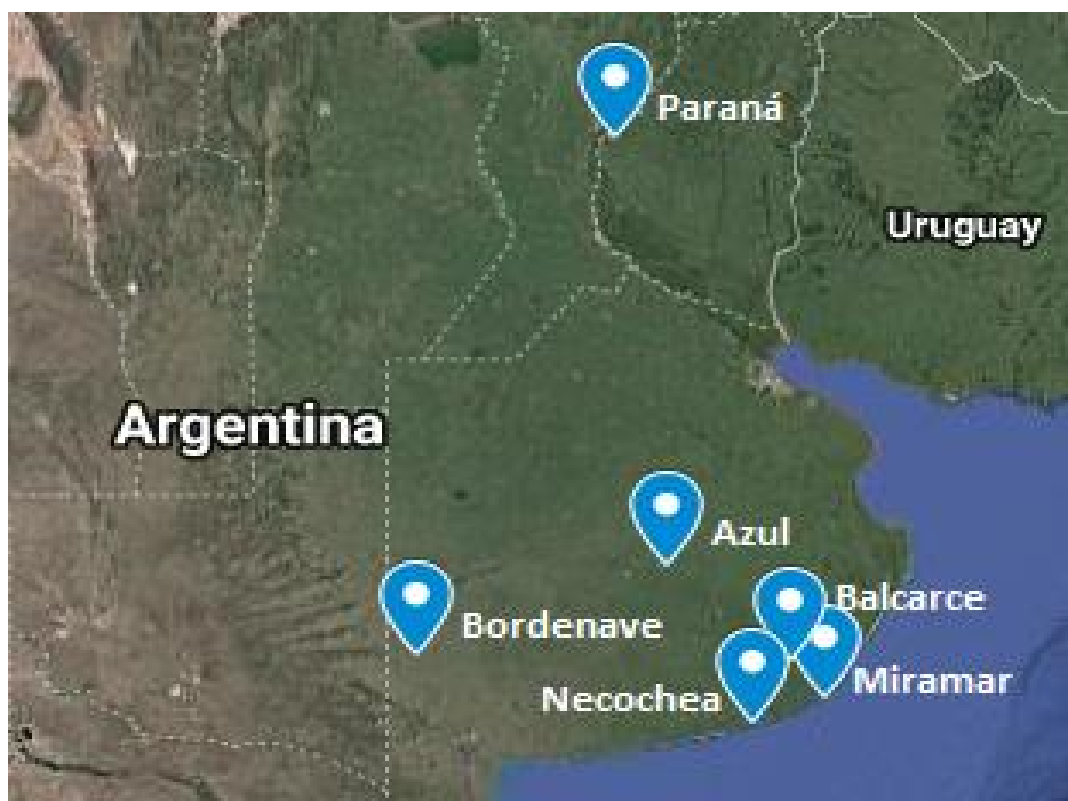 Paraná
Uruguay
Argentina
Azul
Balcarce
Bordenave
Miramar
Necochea